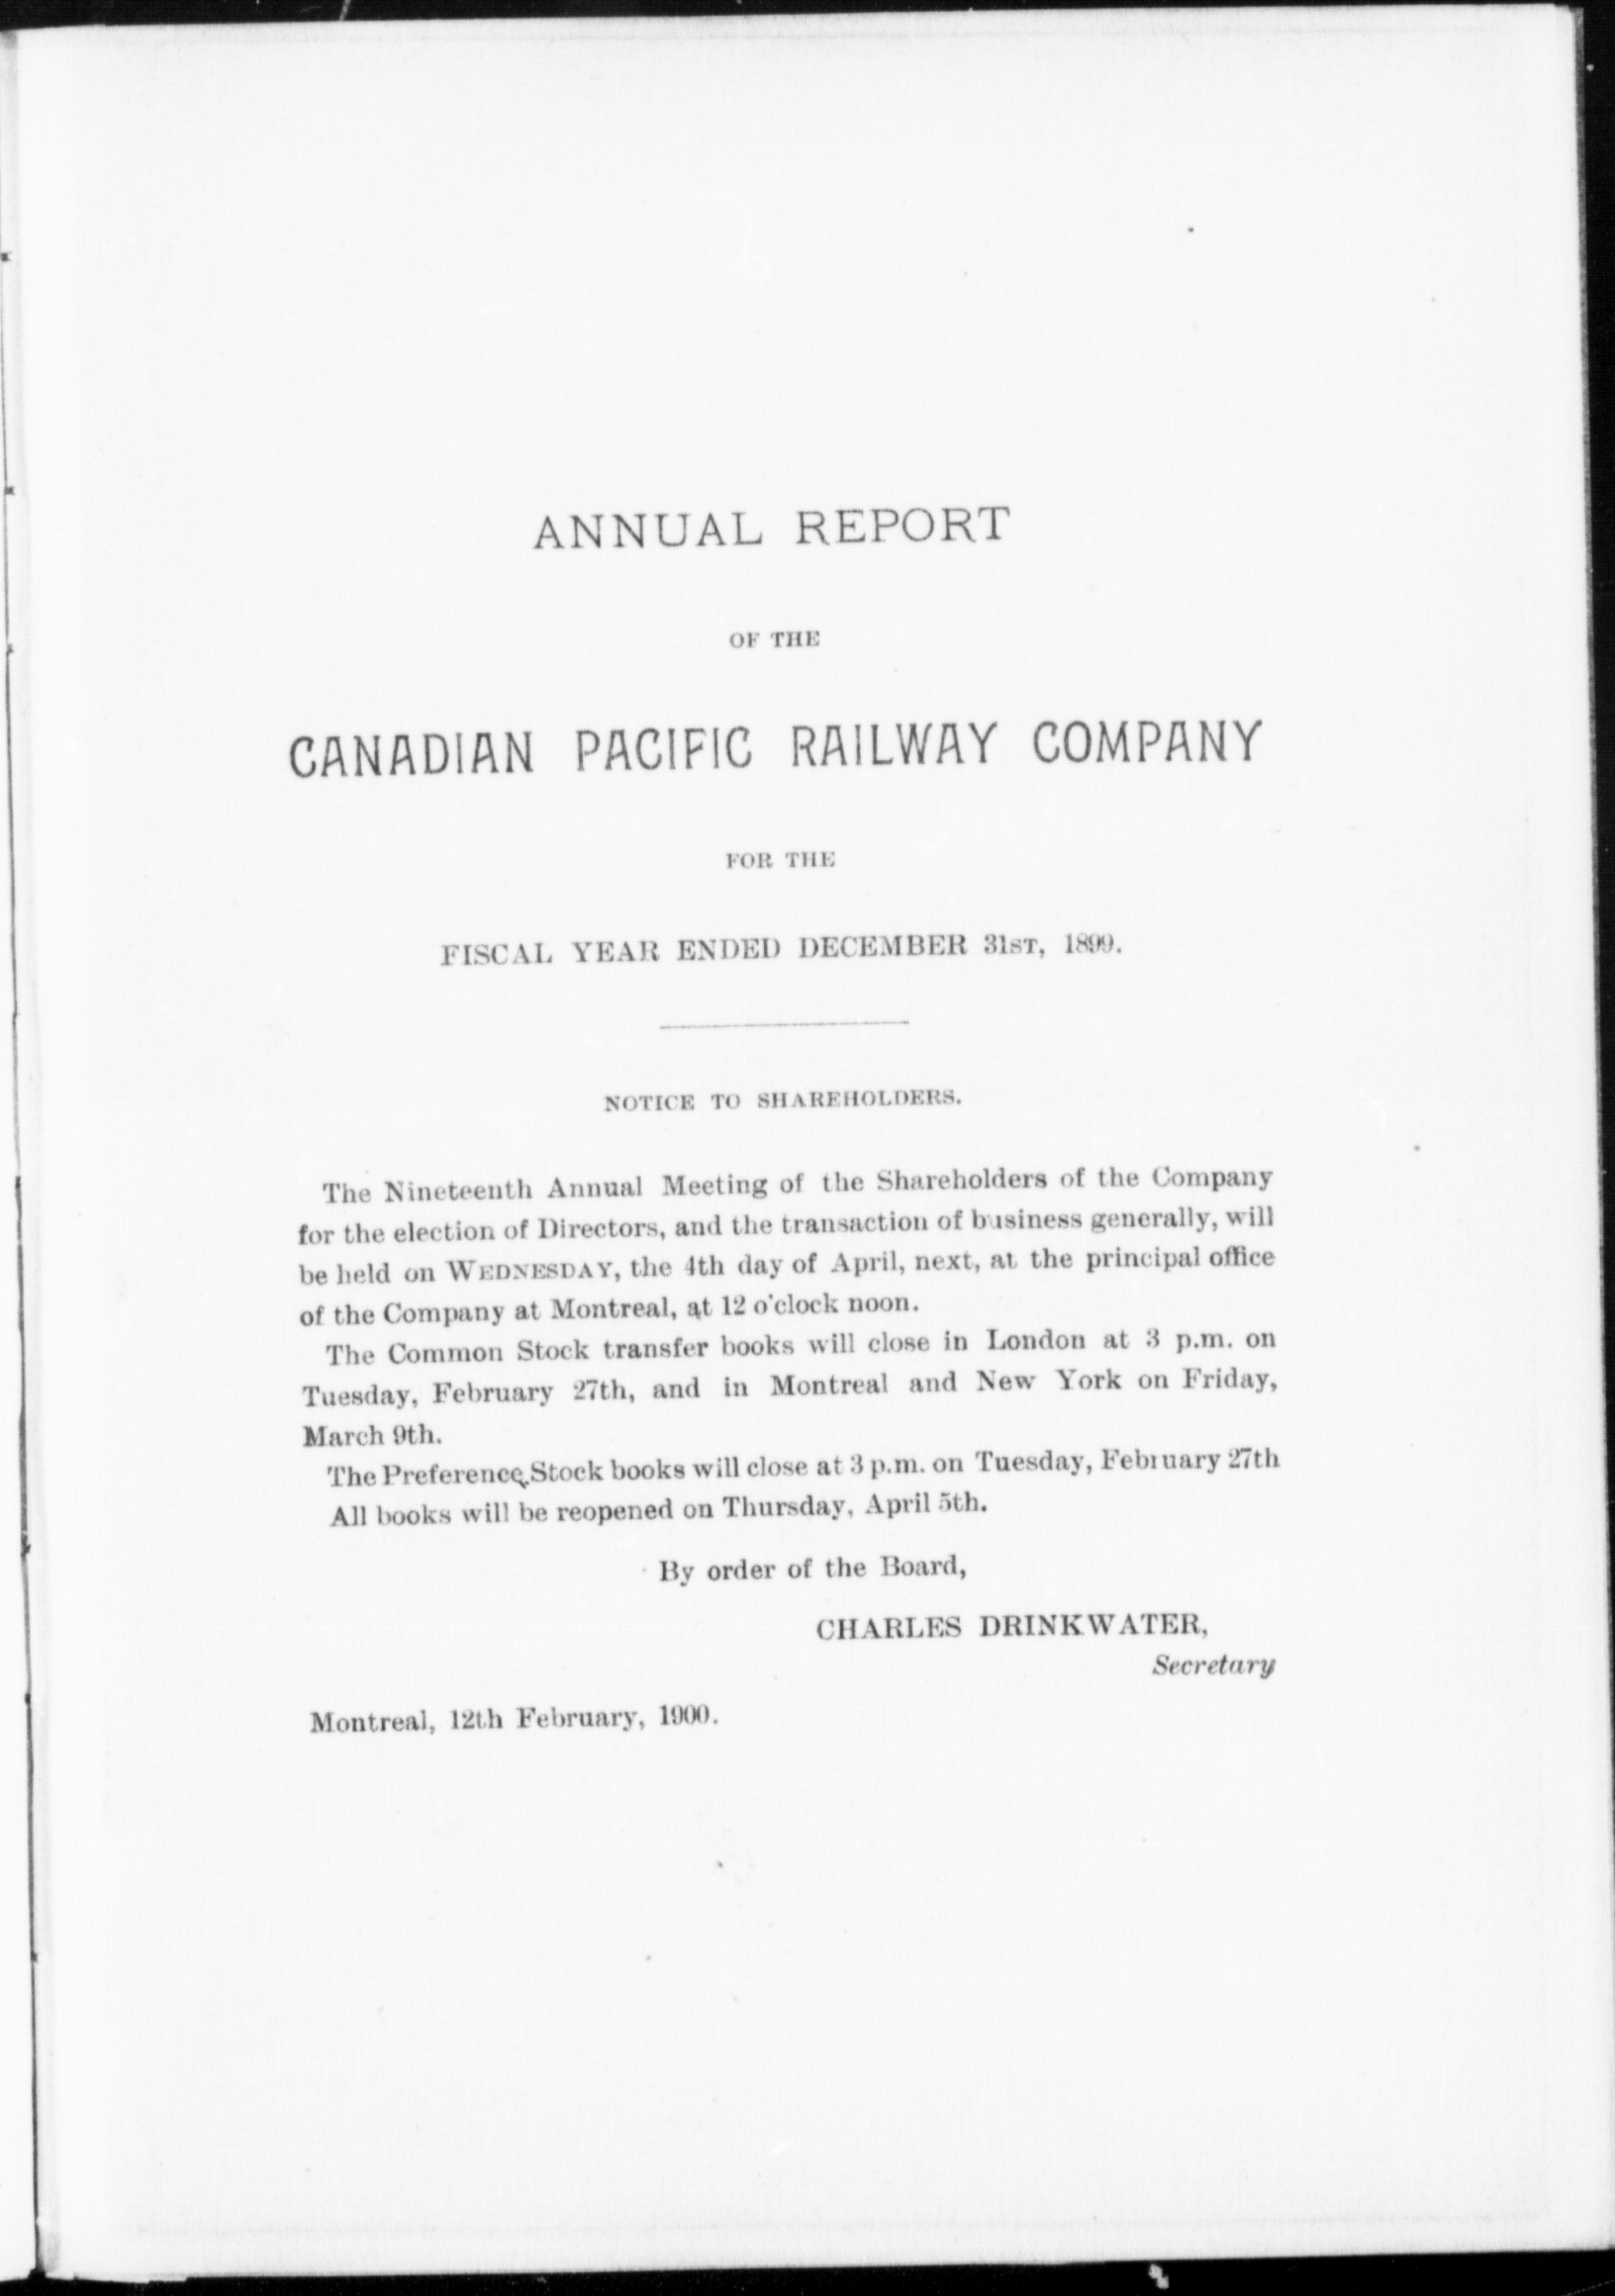 ANNUAL REPORT
OF THE
CANADIAN PACIFIC RAILWAY COMPANY
FOR THE
FISCAL YEAR ENDED DECEMBER 31ST, 1899.
NOTICE TO SHAREHOLDERS.
The Nineteenth Annual Meeting of the Shareholders of the Company
for the election of Directors, and the transaction of business generally, will
be held on WEDNESDAY, the 4th day of April, next, at the principal office
of the Company at Montreal, at 12 o'clock noon.
The Common Stock transfer books will close in London at 3 p.m. on
Tuesday, February 27th, and in Montreal and New York on Friday,
March 9th.
The Preference Stock books will close at 3 p.m. on Tuesday, February 27th
All books will be reopened on Thursday, April 5th.
By order of the Board,
CHARLES DRINKWATER,
Secretary
Montreal, 12th February, 1900.